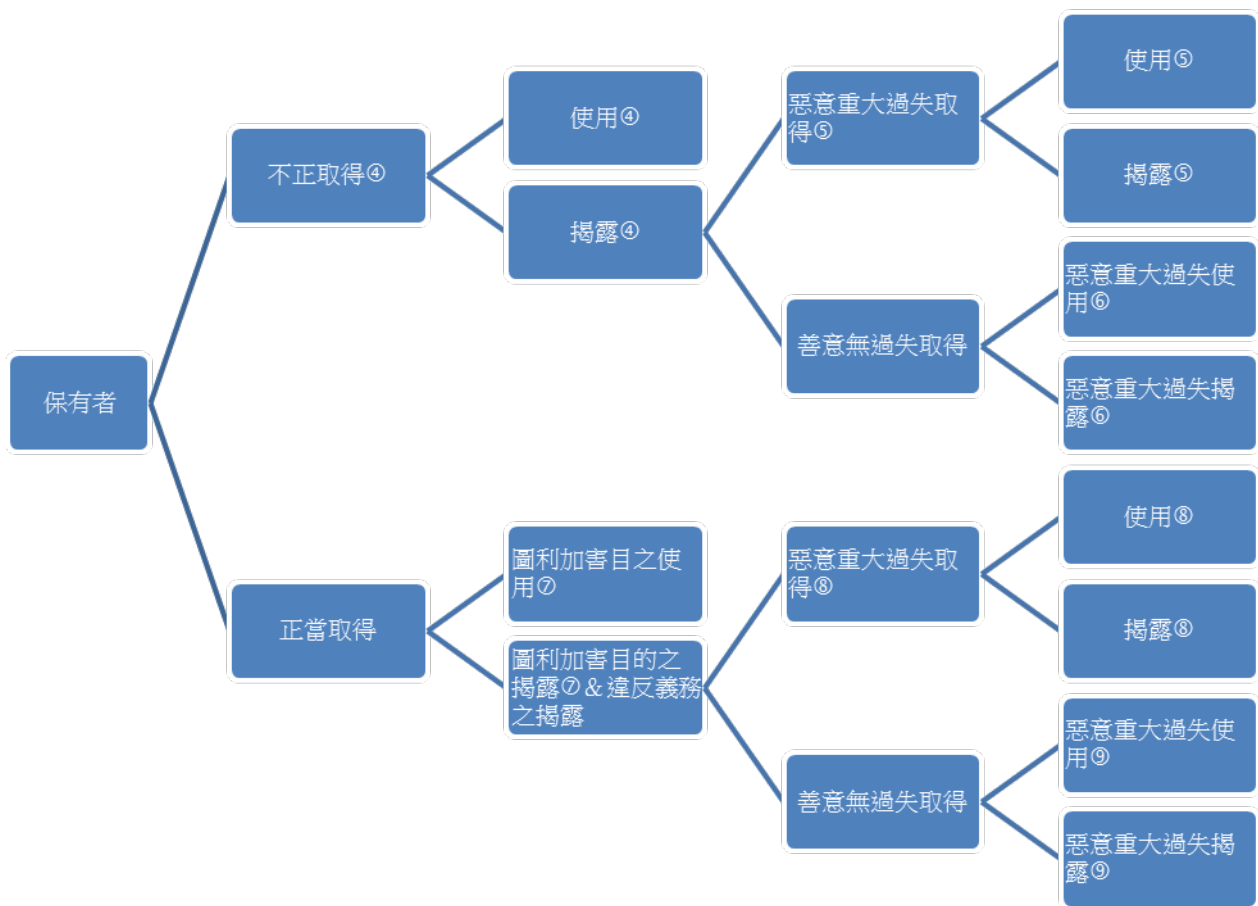 保有者
不正取得④
使用④
揭露④
惡意重大過失取
得⑤
使用⑤
揭露⑤
善意無過失取得
惡意重大過失使
用⑥
惡意重大過失揭
露⑥
正當取得
圖利加害目之使
用⑦
圖利加害目的之
揭露⑦＆違反義務
之揭露
惡意重大過失取
得⑧
使用⑧
揭露⑧
善意無過失取得
惡意重大過失使
用⑨
惡意重大過失揭
露⑨